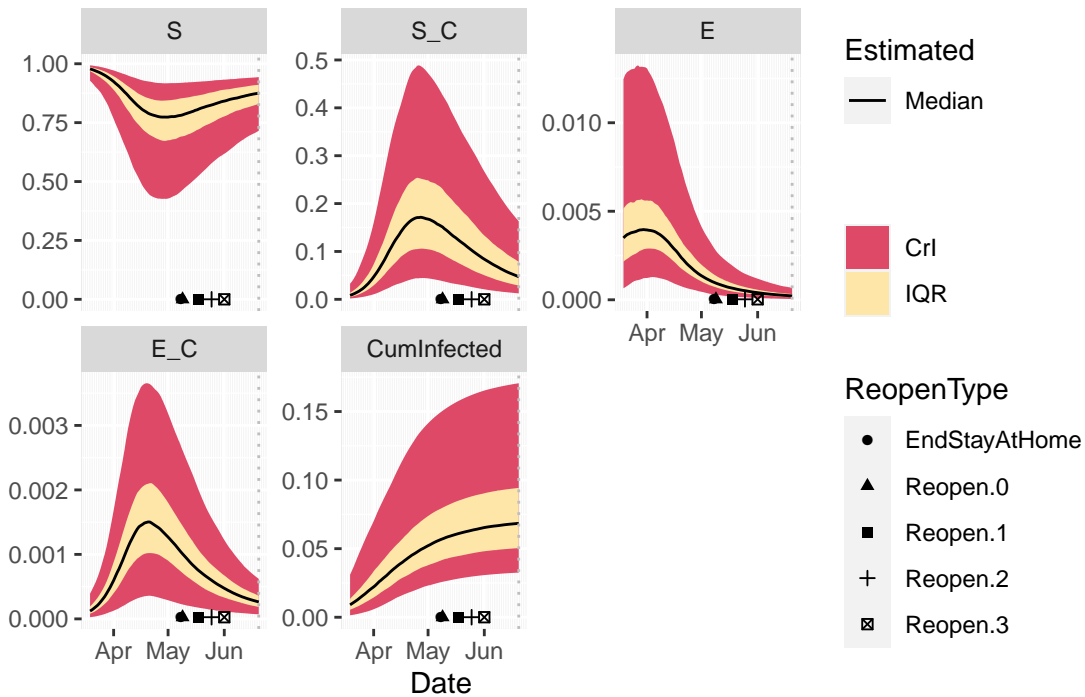 S
S_C
E
1.00
0.75
0.50
0.25
0.00
0.5
0.4
0.3
0.2
0.1
0.0
0.010
0.005
0.000
Apr May Jun
E_C
CumInfected
0.003
0.002
0.001
0.000
0.15
0.10
0.05
0.00
Apr May Jun
Apr May Jun
Date
Estimated
Median
CrI
IQR
ReopenType
EndStayAtHome
Reopen.0
Reopen.1
Reopen.2
Reopen.3